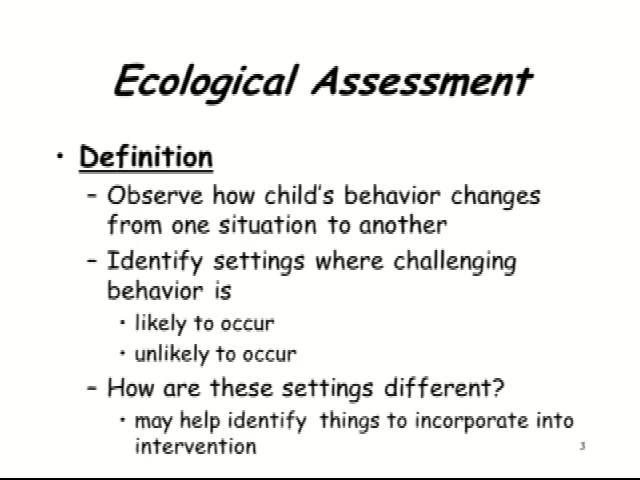 Ecological Assessment
• Definition
– Observe how child's behavior changes
from one situation to another
– Identify settings where challenging
behavior is
• likely to occur
• unlikely to occur
– How are these settings different?
• may help identify things to incorporate into
intervention
3